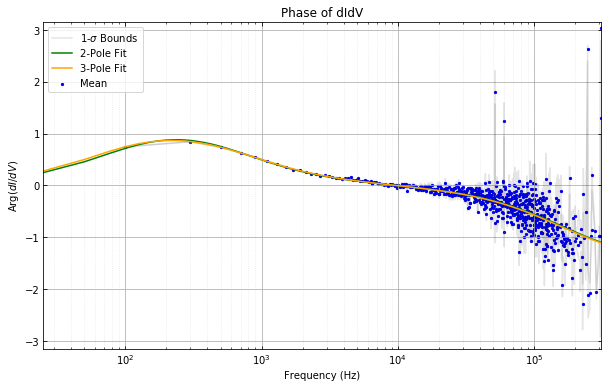 Phase of dIdV
1-σ Bounds
2-Pole Fit
3-Pole Fit
Mean
3
2
1
0
−1
−2
−3
Arg(dI/dV)
10² 10³ 10⁴ 10⁵
Frequency (Hz)